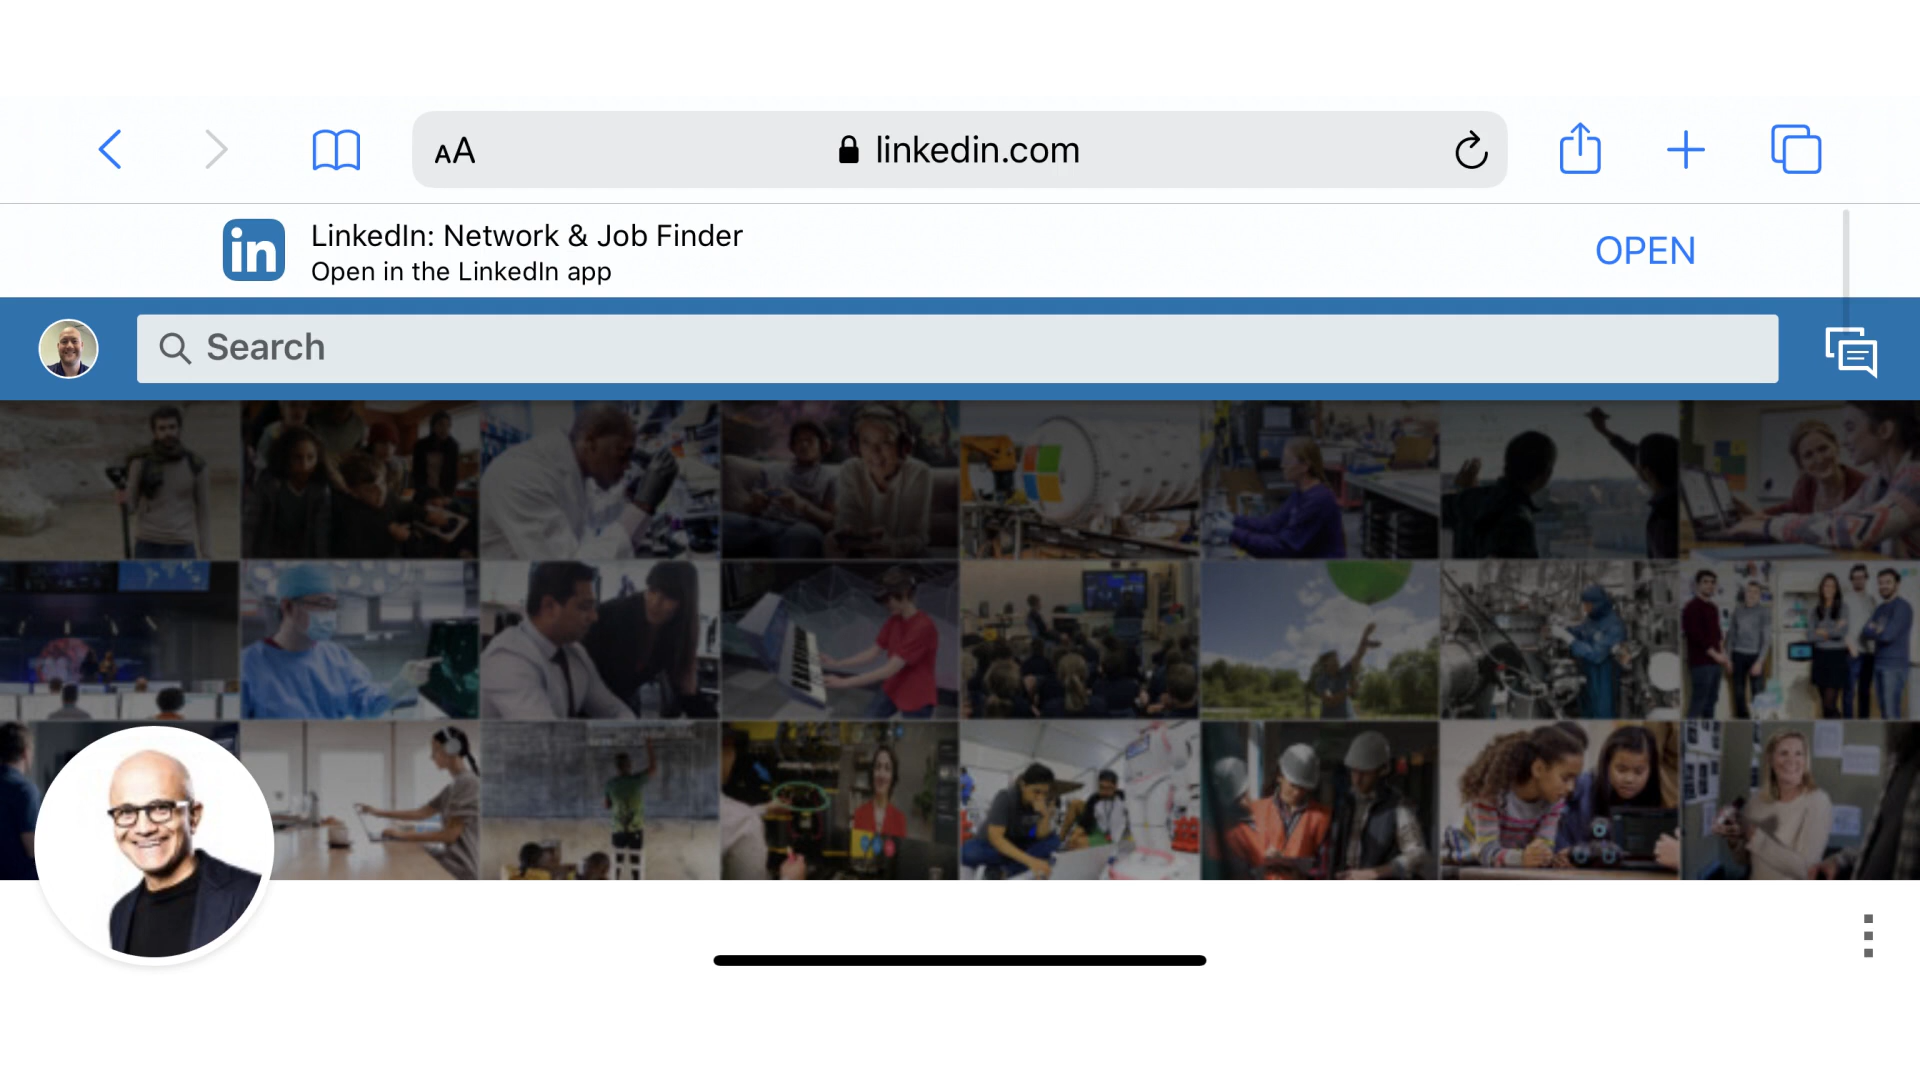 AA
linkedin.com
LinkedIn: Network & Job Finder
Open in the LinkedIn app
OPEN
in
Search